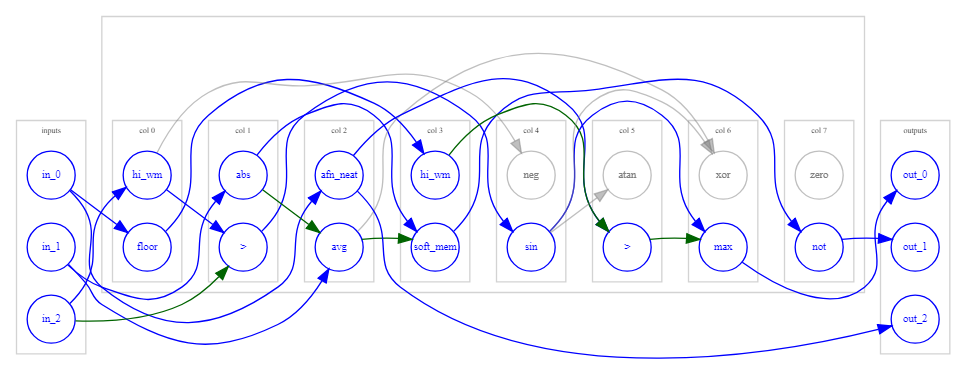 inputs
in_0
in_1
in_2
col 0
hi_wm
floor
col 1
abs
>
col 2
afn_neat
avg
col 3
hi_wm
soft_mem
col 4
neg
sin
col 5
atan
>
col 6
xor
max
col 7
zero
not
outputs
out_0
out_1
out_2